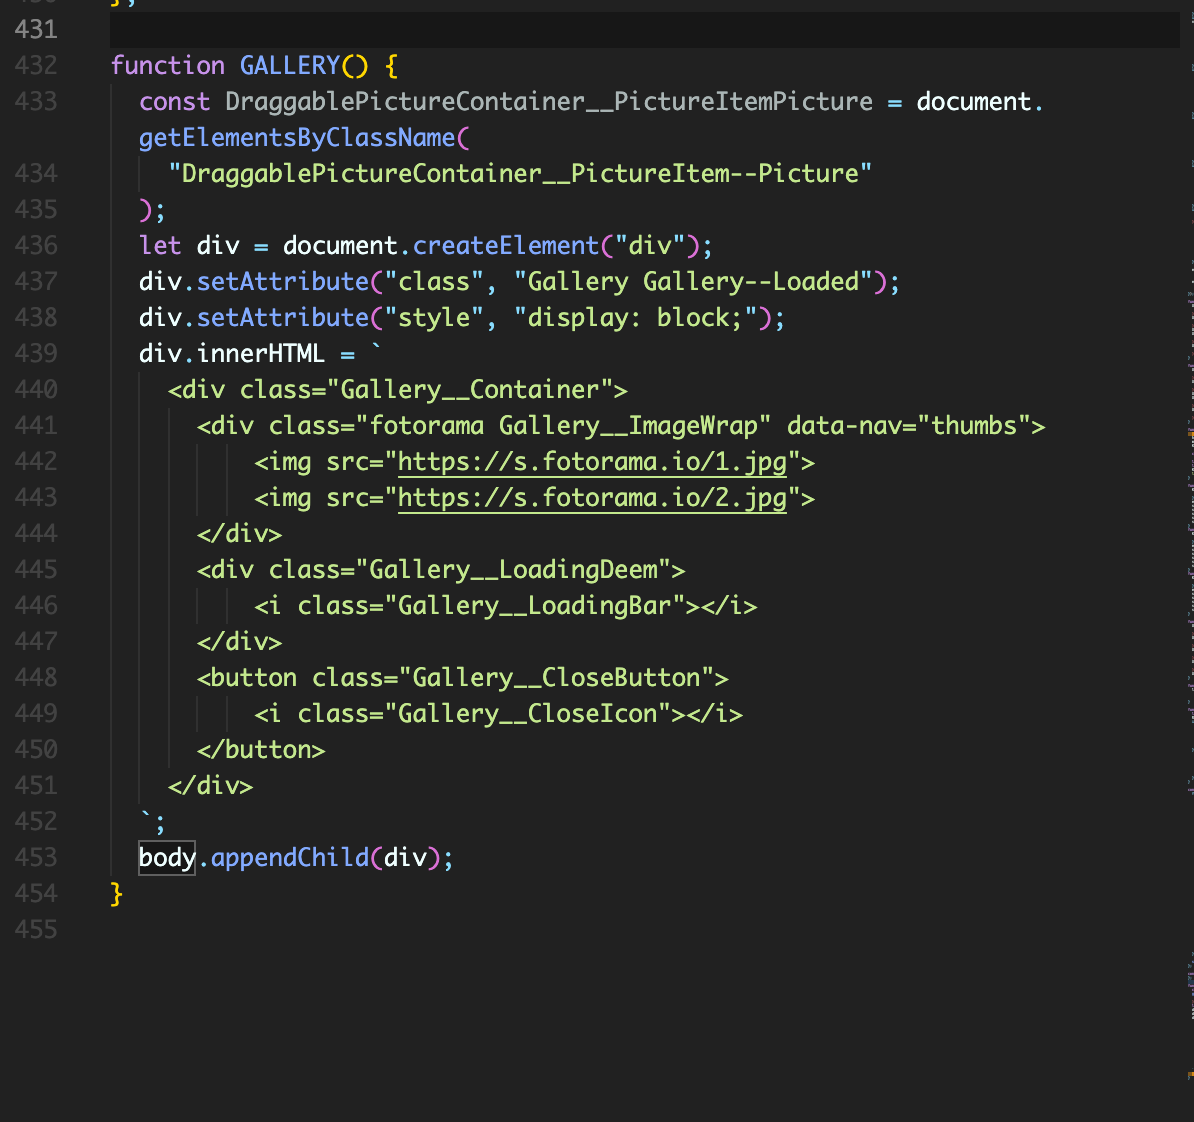 431
432 function GALLERY() {
433 const DraggablePictureContainer__PictureItemPicture = document.
getElementsByClassName(
434 "DraggablePictureContainer__PictureItem--Picture"
435 );
436 let div = document.createElement("div");
437 div.setAttribute("class", "Gallery Gallery--Loaded");
438 div.setAttribute("style", "display: block;");
439 div.innerHTML = `
440 <div class="Gallery__Container">
441 <div class="fotorama Gallery__ImageWrap" data-nav="thumbs">
442 <img src="https://s.fotorama.io/1.jpg">
443 <img src="https://s.fotorama.io/2.jpg">
444 </div>
445 <div class="Gallery__LoadingDeem">
446 <i class="Gallery__LoadingBar"></i>
447 </div>
448 <button class="Gallery__CloseButton">
449 <i class="Gallery__CloseIcon"></i>
450 </button>
451 </div>
452 `;
453 body.appendChild(div);
454 }
455